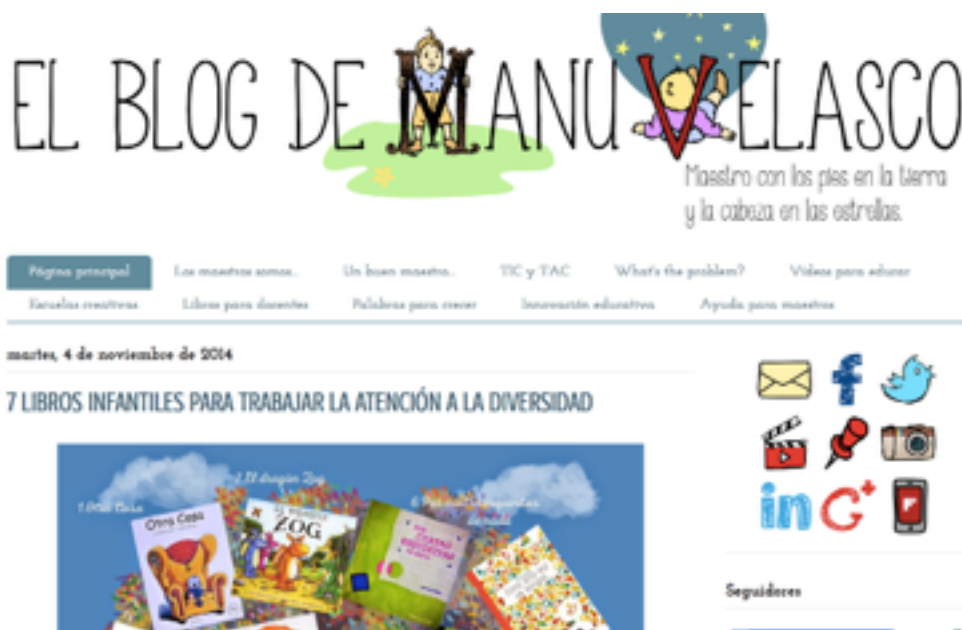 EL BLOG DE MANU VELASCO
Maestro con los pies en la tierra
y la cabeza en las estrellas.
Página principal Los maestros somos... Un buen maestro... TIC y TAC What's the problem? Vídeos para educar
Escuelas creativas Libros para docentes Palabras para crecer Innovación educativa Ayuda para maestros
martes, 4 de noviembre de 2014
7 LIBROS INFANTILES PARA TRABAJAR LA ATENCIÓN A LA DIVERSIDAD
1 Otra Casa
2 El dragón Zog
Otra Casa
ZOG
in G+
Seguidores